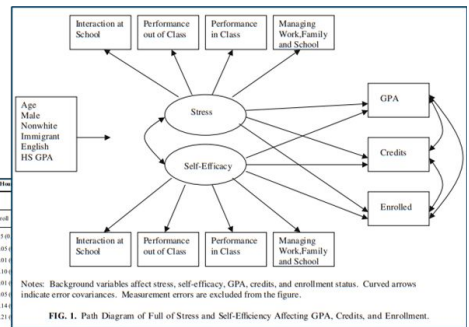 Interaction at
School
Performance
out of Class
Performance
in Class
Managing
Work,Family
and School
Stress
GPA
Age
Male
Nonwhite
Immigrant
English
HS GPA
Credits
Self-Efficacy
Enrolled
Interaction at
School
Performance
out of Class
Performance
in Class
Managing
Work,Family
and School
Notes: Background variables affect stress, self-efficacy, GPA, credits, and enrollment status. Curved arrows
indicate error covariances. Measurement errors are excluded from the figure.
FIG. 1. Path Diagram of Full of Stress and Self-Efficiency Affecting GPA, Credits, and Enrollment.